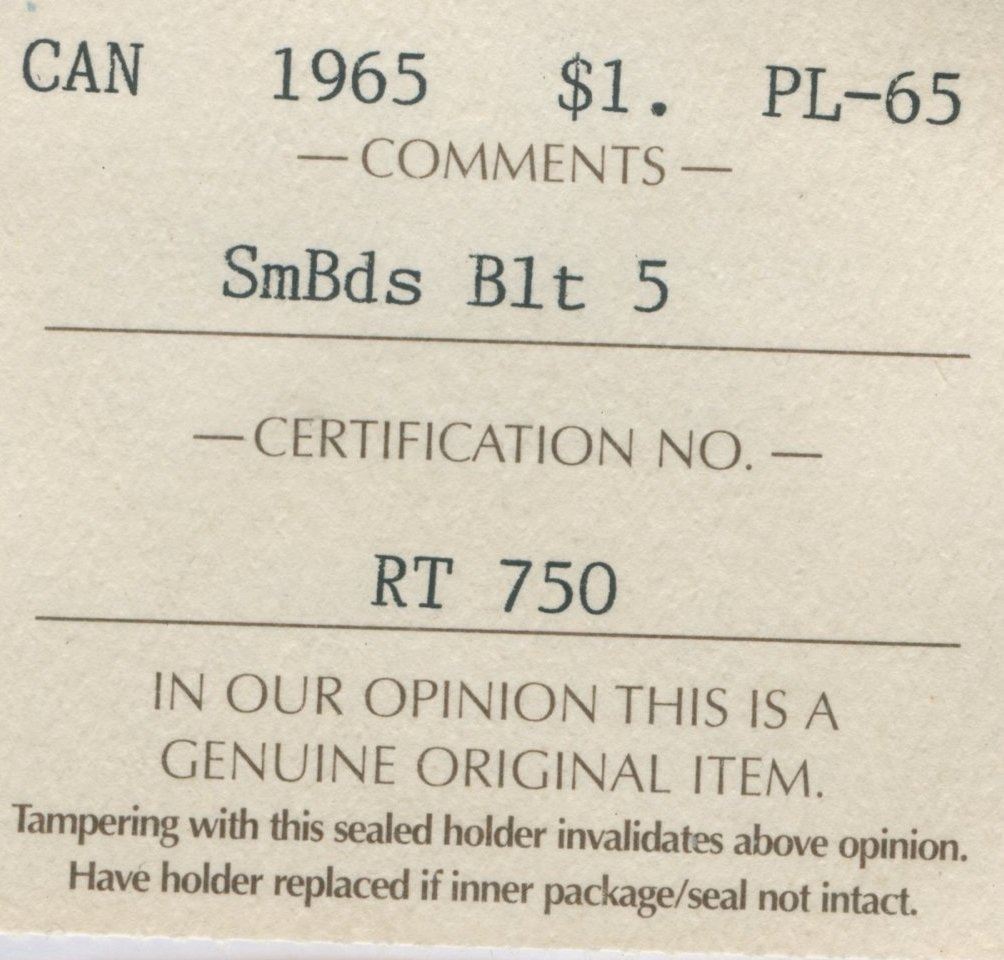 CAN 1965 $1. PL-65
— COMMENTS —
SmBds Blt 5
— CERTIFICATION NO. —
RT 750
IN OUR OPINION THIS IS A
GENUINE ORIGINAL ITEM.
Tampering with this sealed holder invalidates above opinion.
Have holder replaced if inner package/seal not intact.